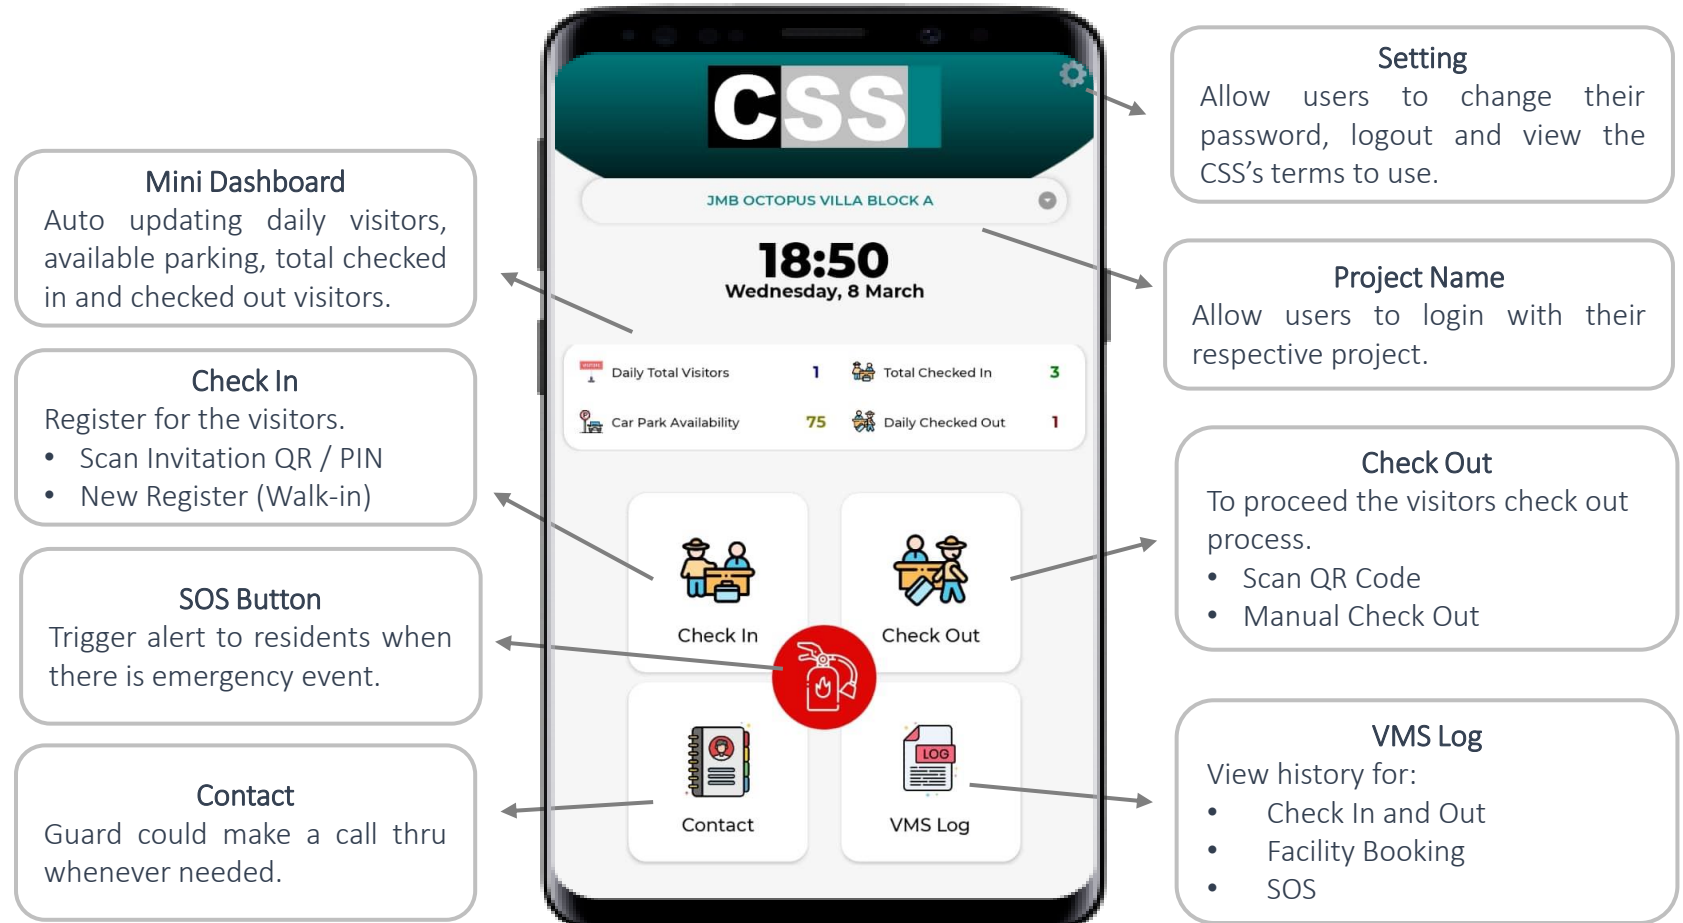 CSS
JMB OCTOPUS VILLA BLOCK A
18:50
Wednesday, 8 March
Daily Total Visitors 1
Total Checked In 3
Car Park Availability 75
Daily Checked Out 1
Check In
Check Out
Contact
LOG
VMS Log
Mini Dashboard
Auto updating daily visitors,
available parking, total checked
in and checked out visitors.
Check In
Register for the visitors.
• Scan Invitation QR / PIN
• New Register (Walk-in)
SOS Button
Trigger alert to residents when
there is emergency event.
Contact
Guard could make a call thru
whenever needed.
Setting
Allow users to change their
password, logout and view the
CSS’s terms to use.
Project Name
Allow users to login with their
respective project.
Check Out
To proceed the visitors check out
process.
• Scan QR Code
• Manual Check Out
VMS Log
View history for:
• Check In and Out
• Facility Booking
• SOS